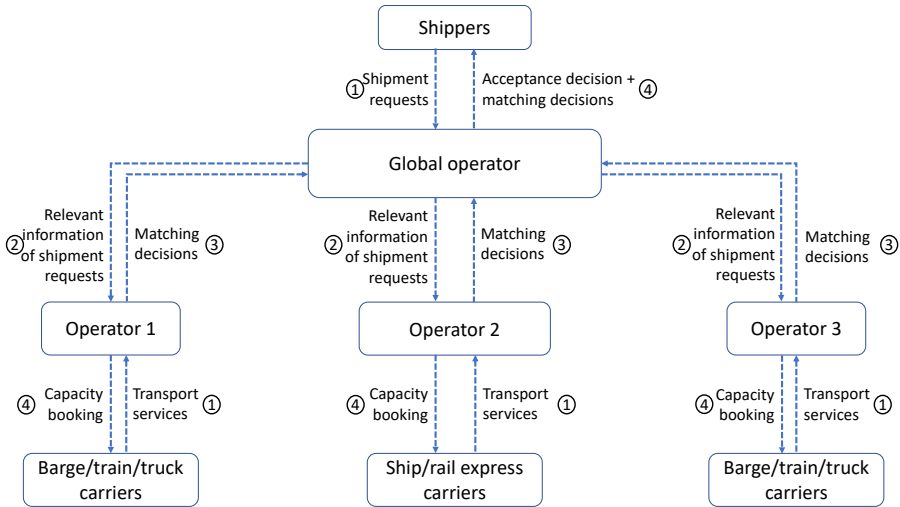 Shippers
①
Shipment
requests
Acceptance decision +
matching decisions
④
Global operator
②
Relevant
information
of shipment
requests
Matching
decisions
③
②
Relevant
information
of shipment
requests
Matching
decisions
③
②
Relevant
information
of shipment
requests
Matching
decisions
③
Operator 1
Operator 2
Operator 3
④
Capacity
booking
Transport
services
①
④
Capacity
booking
Transport
services
①
④
Capacity
booking
Transport
services
①
Barge/train/truck
carriers
Ship/rail express
carriers
Barge/train/truck
carriers